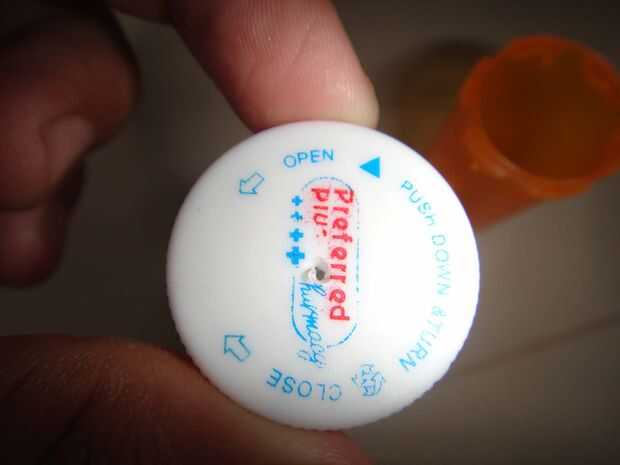 OPEN
PUSH DOWN & TURN
CLOSE
Preferred
Plus
Pharmacy